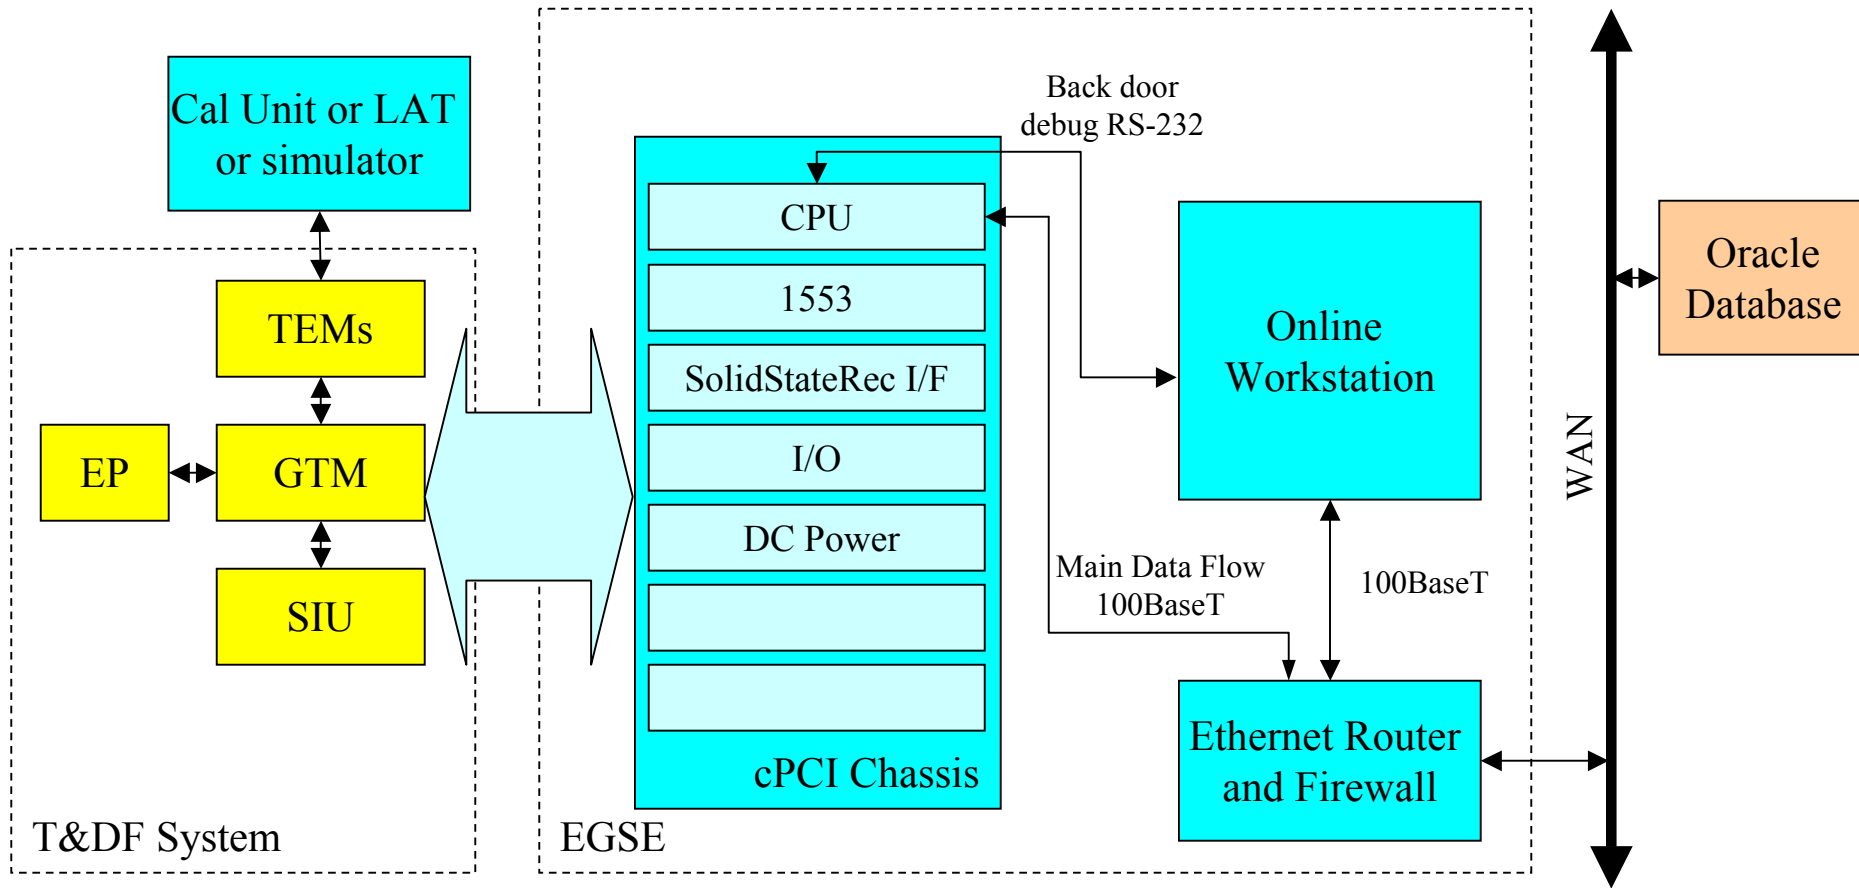 Cal Unit or LAT
or simulator
TEMs
EP
GTM
SIU
T&DF System
Back door
debug RS-232
CPU
1553
SolidStateRec I/F
I/O
DC Power
cPCI Chassis
Online
Workstation
Main Data Flow
100BaseT
100BaseT
Ethernet Router
and Firewall
EGSE
WAN
Oracle
Database